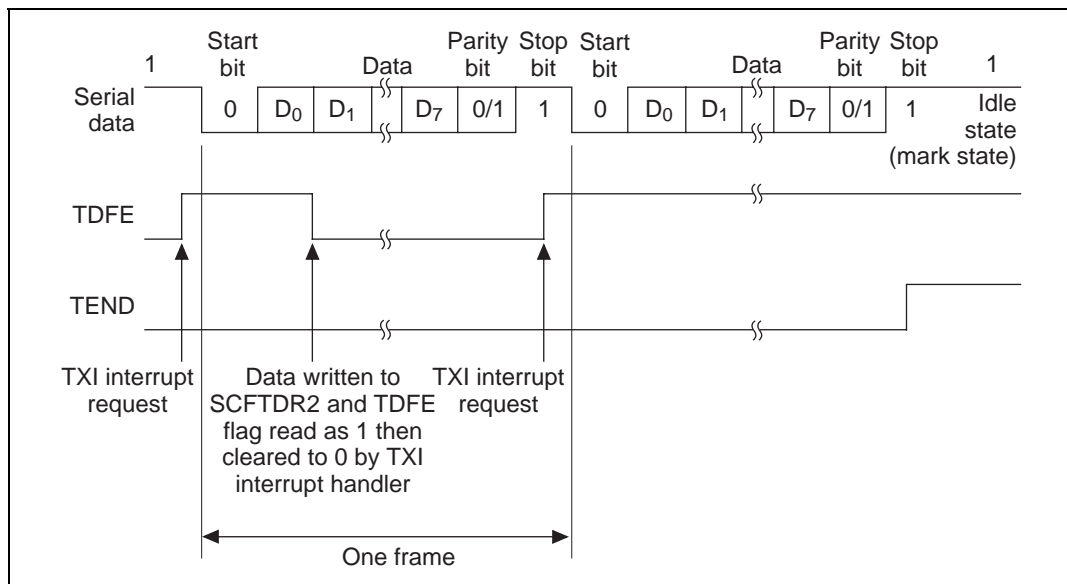 Start bit Data Parity bit Stop bit Start bit Data Parity bit Stop bit
1 1
Serial data
0 D0 D1 D7 0/1 1 0 D0 D1 D7 0/1 1
Idle state (mark state)
TDFE
TEND
TXI interrupt request
Data written to
SCFTDR2 and TDFE
flag read as 1 then
cleared to 0 by TXI
interrupt handler
TXI interrupt request
One frame